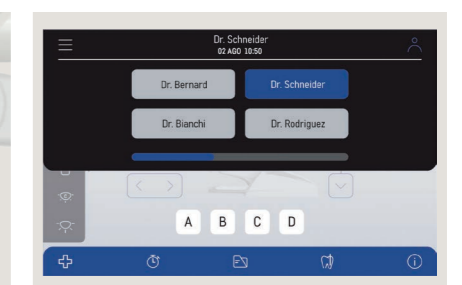 Dr. Schneider
02 AGO 10:50
Dr. Bernard
Dr. Schneider
Dr. Bianchi
Dr. Rodriguez
A B C D